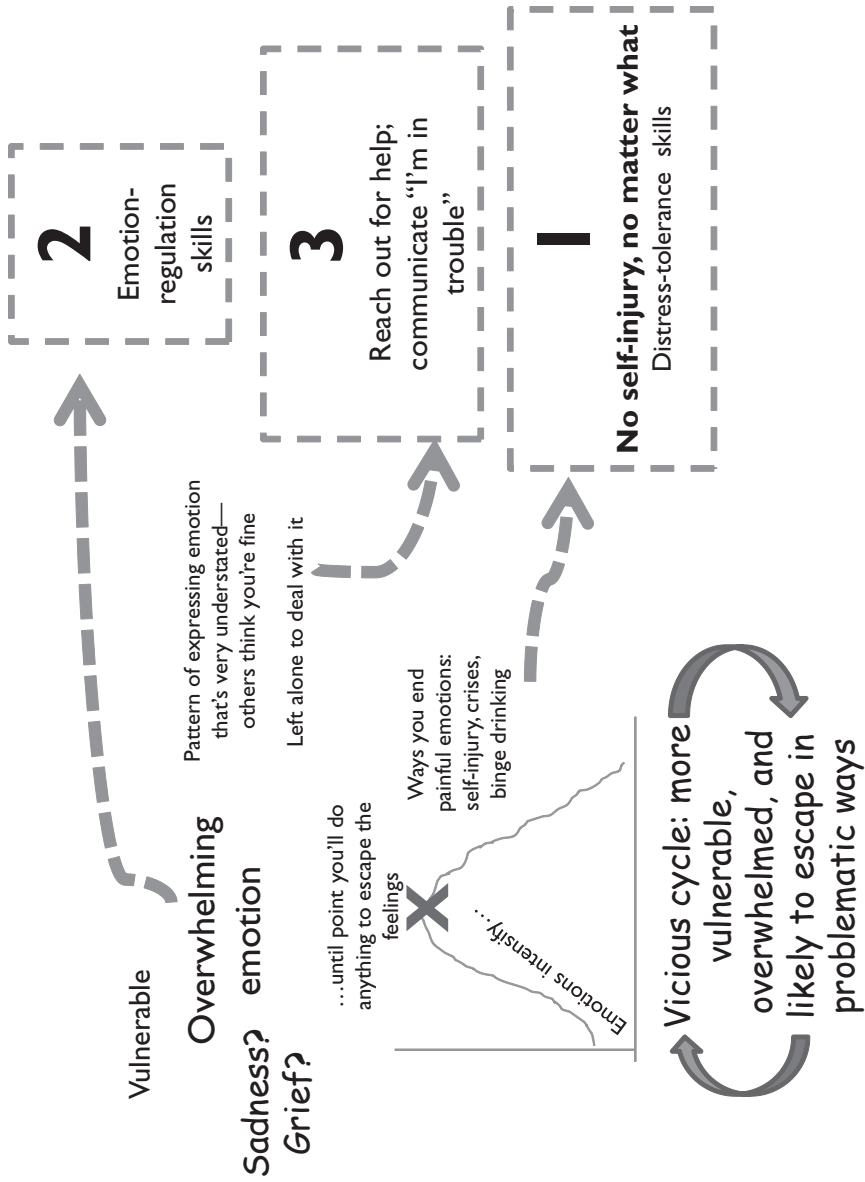 Vulnerable
Overwhelming
emotion
Sadness?
Grief?
Pattern of expressing emotion
that’s very understated—
others think you’re fine
Left alone to deal with it
…until point you’ll do
anything to escape the
feelings
X
Emotions intensify…
Ways you end
painful emotions:
self-injury, crises,
binge drinking
Vicious cycle: more
vulnerable,
overwhelmed, and
likely to escape in
problematic ways
2
Emotion-
regulation
skills
3
Reach out for help;
communicate “I’m in
trouble”
1
No self-injury, no matter what
Distress-tolerance skills